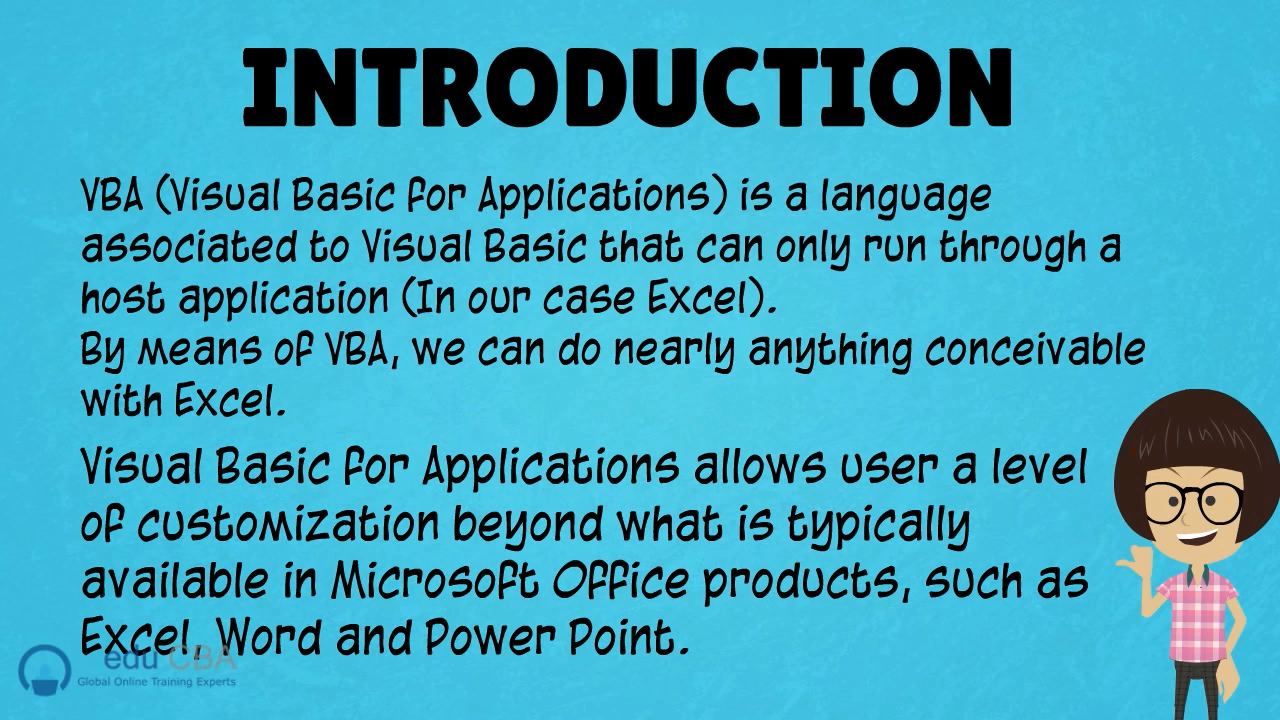 INTRODUCTION
VBA (Visual Basic for Applications) is a language
associated to Visual Basic that can only run through a
host application (In our case Excel).
By means of VBA, we can do nearly anything conceivable
with Excel.
Visual Basic for Applications allows user a level
of customization beyond what is typically
available in Microsoft Office products, such as
Excel, Word and Power Point.
edu CBA
Global Online Training Experts